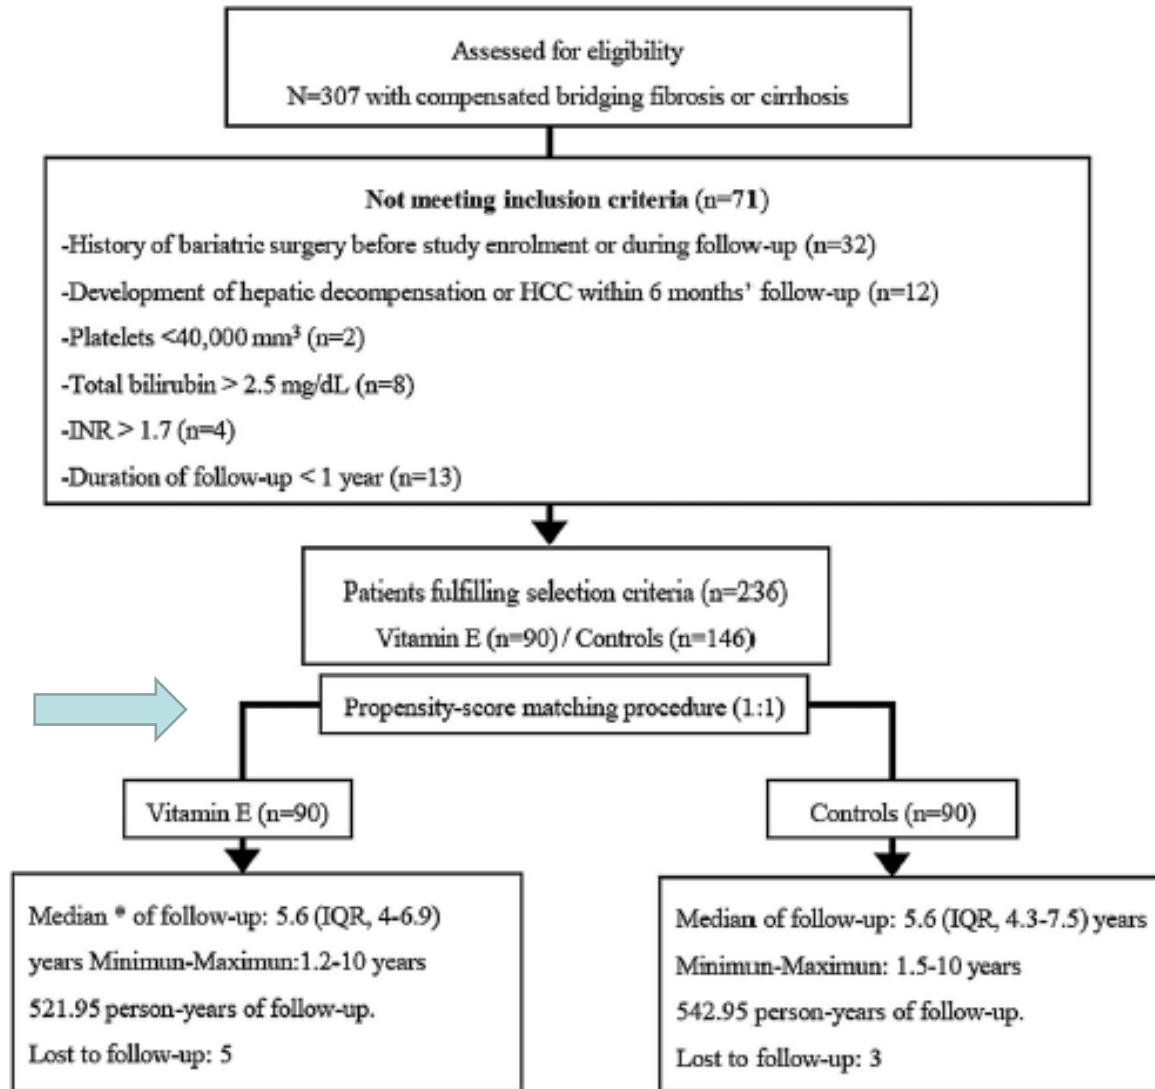 Assessed for eligibility
N=307 with compensated bridging fibrosis or cirrhosis
Not meeting inclusion criteria (n=71)
-History of bariatric surgery before study enrolment or during follow-up (n=32)
-Development of hepatic decompensation or HCC within 6 months’ follow-up (n=12)
-Platelets <40,000 mm³ (n=2)
-Total bilirubin > 2.5 mg/dL (n=8)
-INR > 1.7 (n=4)
-Duration of follow-up < 1 year (n=13)
Patients fulfilling selection criteria (n=236)
Vitamin E (n=90) / Controls (n=146)
Propensity-score matching procedure (1:1)
Vitamin E (n=90)
Controls (n=90)
Median * of follow-up: 5.6 (IQR, 4-6.9)
years Minimun-Maximun:1.2-10 years
521.95 person-years of follow-up.
Lost to follow-up: 5
Median of follow-up: 5.6 (IQR, 4.3-7.5) years
Minimun-Maximun: 1.5-10 years
542.95 person-years of follow-up.
Lost to follow-up: 3